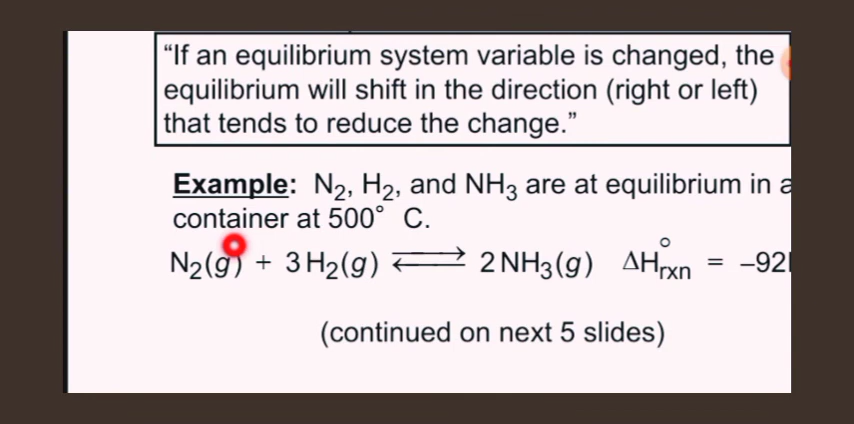 “If an equilibrium system variable is changed, the
equilibrium will shift in the direction (right or left)
that tends to reduce the change.”
Example: N₂, H₂, and NH₃ are at equilibrium in a
container at 500° C.
N₂(g) + 3 H₂(g) ⇌ 2 NH₃(g) ΔH°rxn = –92
(continued on next 5 slides)